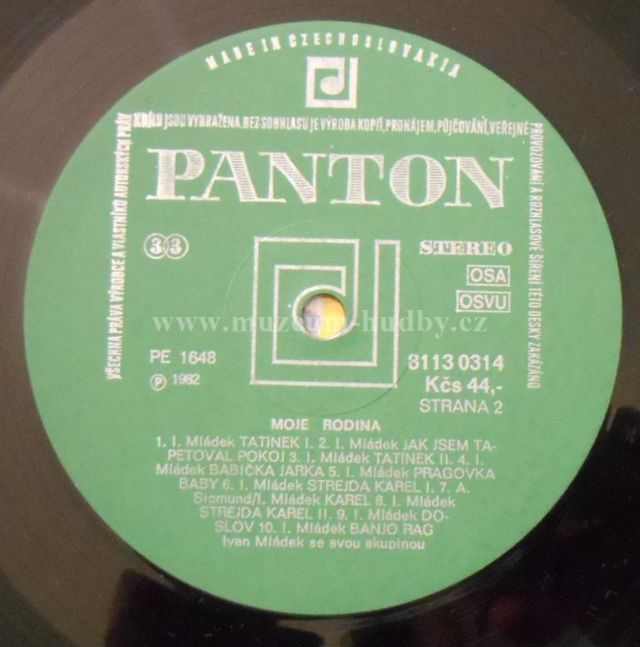 MADE IN CZECHOSLOVAKIA
VŠECHNA PRÁVA VÝROBCE A VLASTNÍKŮ AUTORSKÝCH PRÁV
JSOU VYHRAŽENA. BEZ SOUHLASU JE VÝROBA KOPIÍ, PRONÁJEM, PŮJČOVÁNÍ, VEŘEJNÉ
PROVOZOVÁNÍ A ROZHLASOVÉ ŠÍŘENÍ TÉTO DESKY ZAKÁZÁNO
PANTON
33
STEREO
OSA
OSVU
www.muzeum-hudby.cz
PE 1648
8113 0314
Ⓟ 1982
Kčs 44,-
STRANA 2
MOJE RODINA
1. I. Mládek TATINEK I. 2. I. Mládek JAK JSEM TA-
PETOVAL POKOJ 3. I. Mládek TATINEK II. 4. I.
Mládek BABIČKA JARKA 5. I. Mládek PRAGOVKA
BABY 6. I. Mládek STREJDA KAREL I. 7. A.
Sigmund/I. Mládek KAREL 8. I. Mládek
STREJDA KAREL II. 9. I. Mládek DO-
SLOV 10. I. Mládek BANJO RAG
Ivan Mládek se svou skupinou